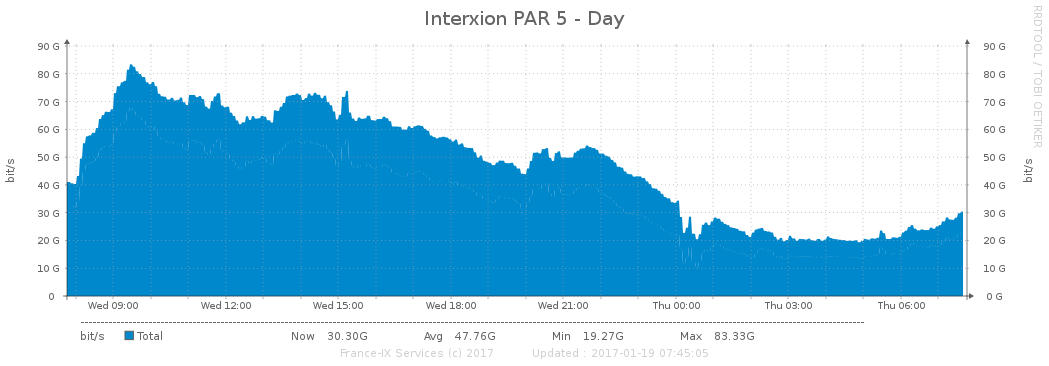 Interxion PAR 5 - Day
RRDTOOL / TOBI OETIKER
90 G 90 G
80 G 80 G
70 G 70 G
60 G 60 G
50 G 50 G
40 G 40 G
30 G 30 G
20 G 20 G
10 G 10 G
0 0 G
bit/s
bit/s
Wed 09:00 Wed 12:00 Wed 15:00 Wed 18:00 Wed 21:00 Thu 00:00 Thu 03:00 Thu 06:00
bit/s Total Now 30.30G Avg 47.76G Min 19.27G Max 83.33G
France-IX Services (c) 2017 Updated : 2017-01-19 07:45:05